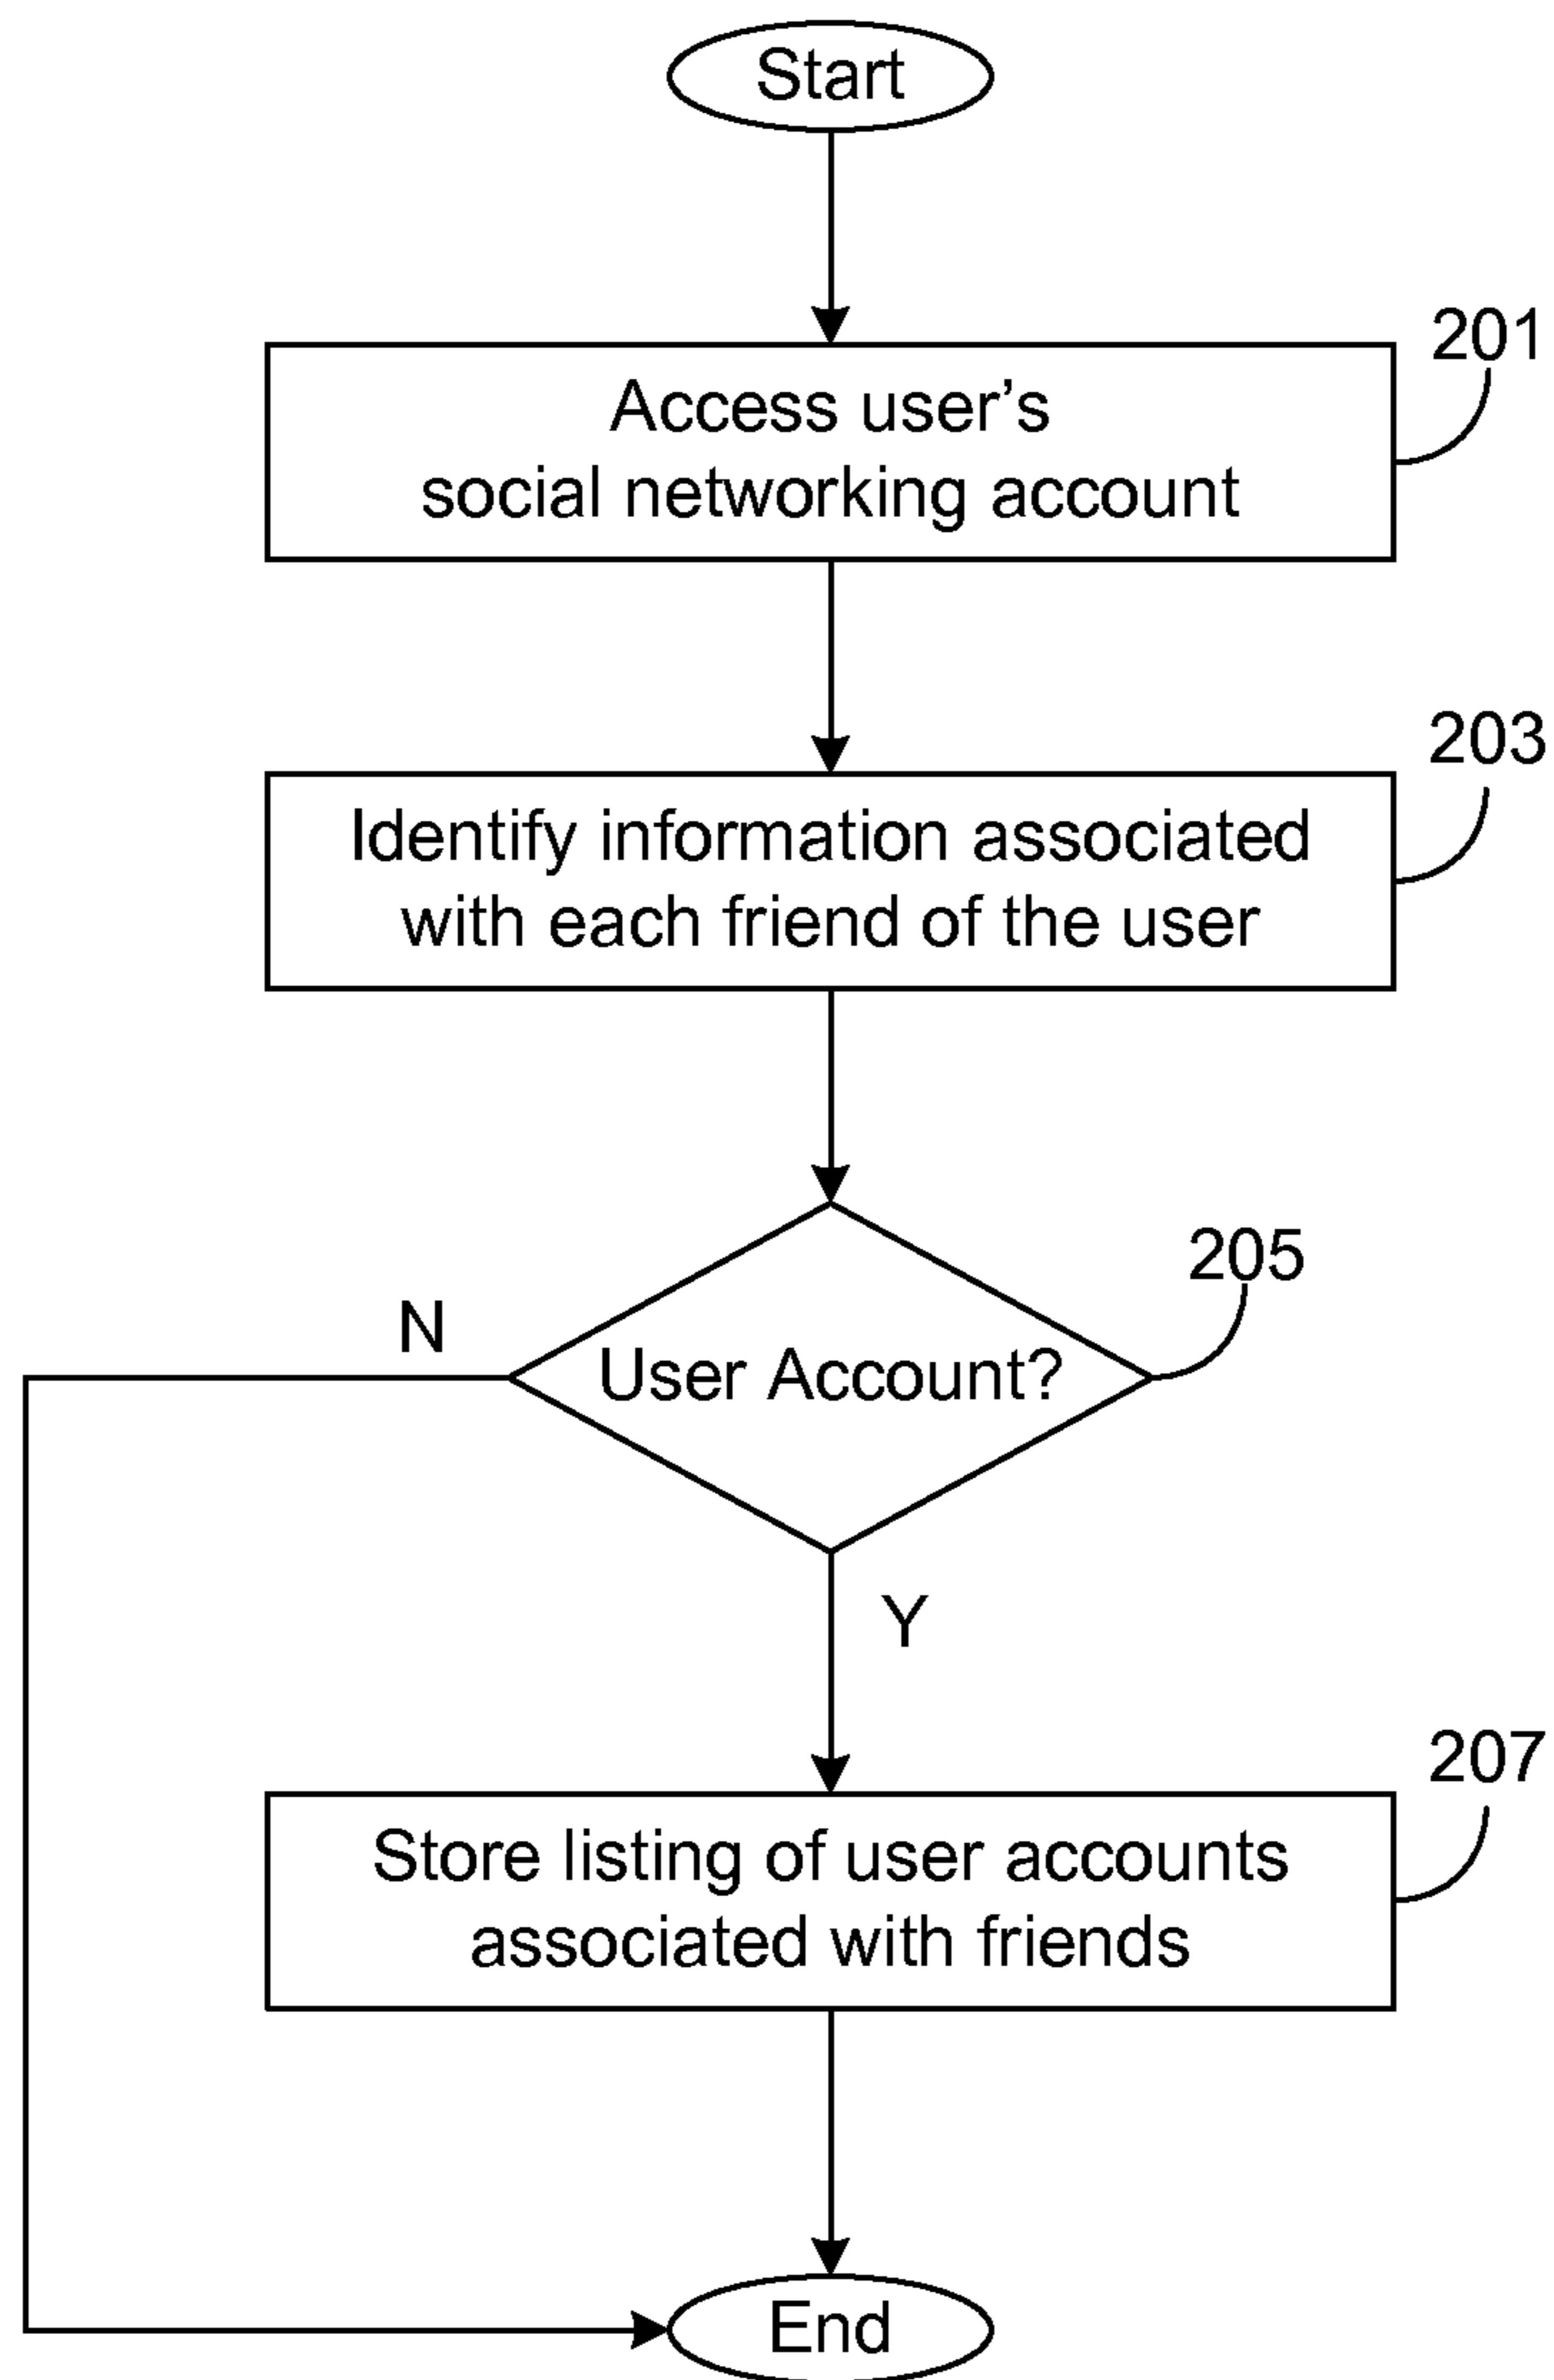 Start
201
Access user’s
social networking account
203
Identify information associated
with each friend of the user
205
N
User Account?
Y
207
Store listing of user accounts
associated with friends
End